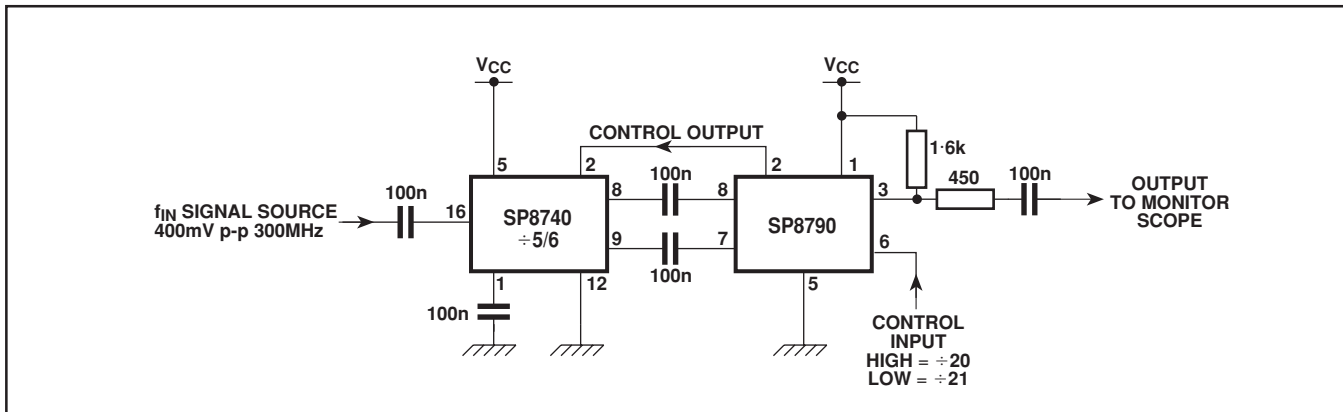 VCC
VCC
CONTROL OUTPUT
1·6k
5
2
2
1
100n
100n
450
100n
8
8
3
fIN SIGNAL SOURCE
400mV p-p 300MHz
16
SP8740
÷5/6
SP8790
OUTPUT
TO MONITOR
SCOPE
9
7
6
100n
1
12
5
100n
CONTROL
INPUT
HIGH = ÷20
LOW = ÷21